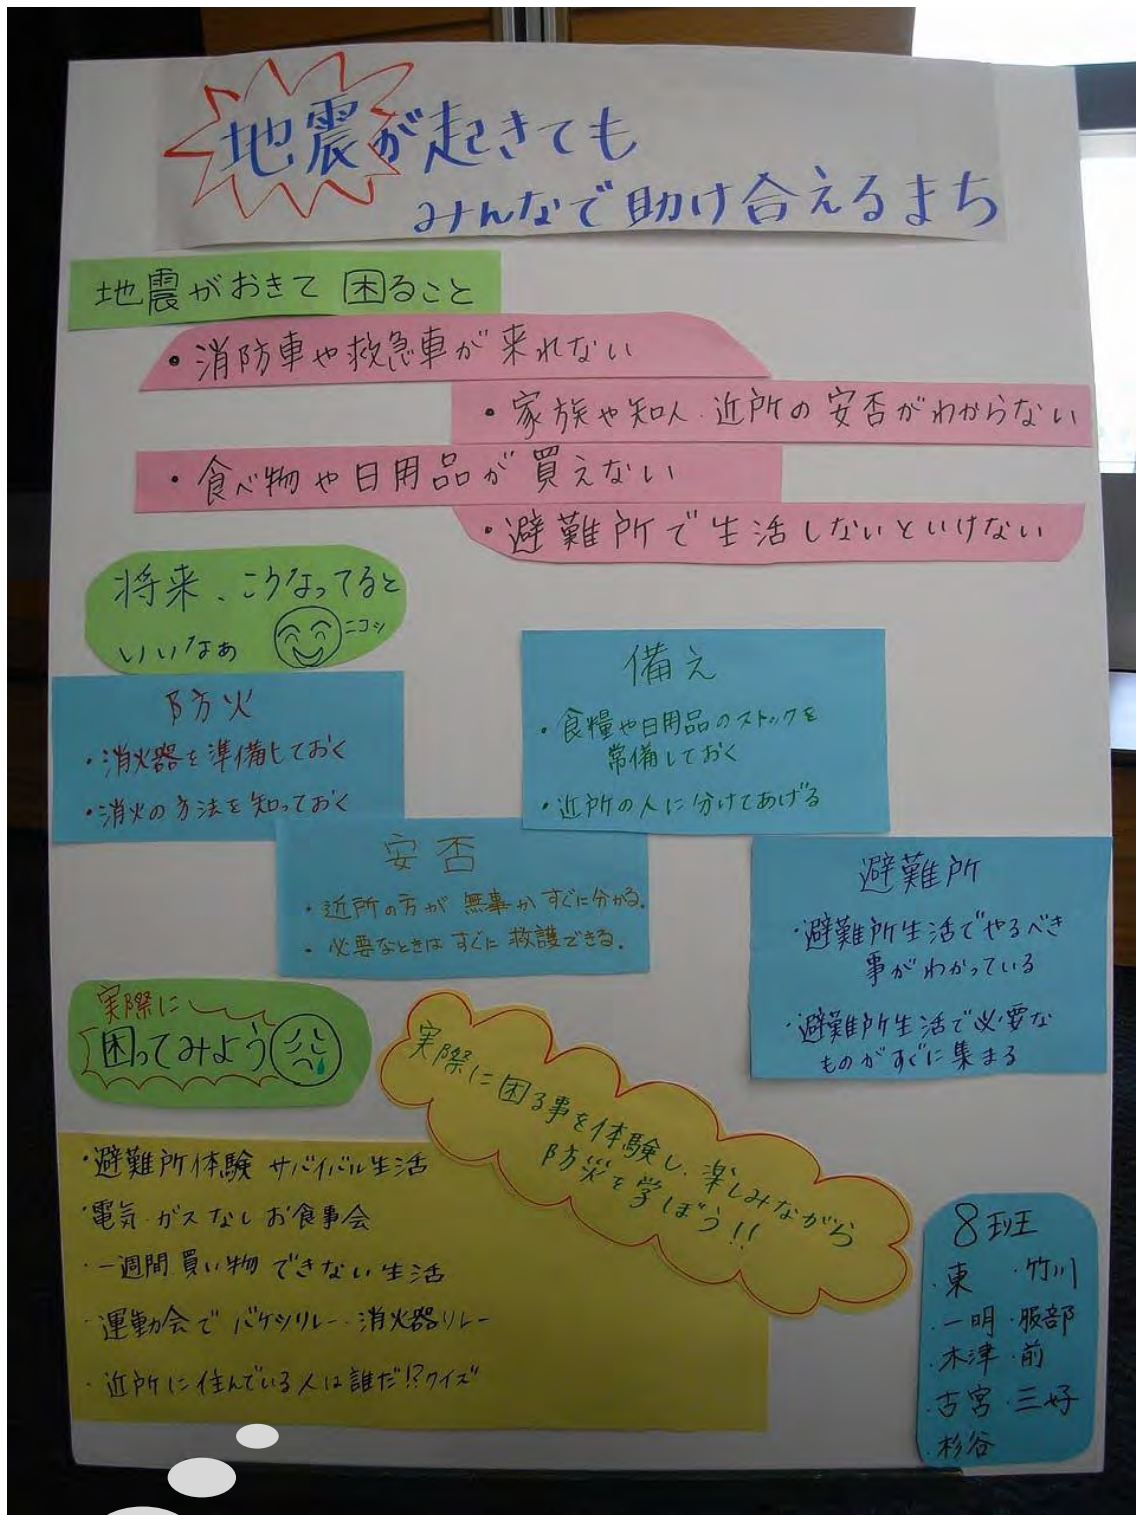 地震が起きても
みんなで助け合えるまち
地震がおきて 困ること
・消防車や救急車が来れない
・家族や知人、近所の安否がわからない
・食べ物や日用品が買えない
・避難所で生活しないといけない
将来、こうなってると
いいなぁ ニコッ
防火
・消火器を準備しておく
・消火の方法を知っておく
備え
・食糧や日用品のストックを
常備しておく
・近所の人に分けてあげる
安否
・近所の方が無事かすぐに分かる。
・必要なときはすぐに救護できる。
避難所
・避難所生活でやるべき
事がわかっている
・避難所生活で必要な
ものがすぐに集まる
実際に
困ってみよう
実際に困る事を体験し、楽しみながら
防災を学ぼう!!
・避難所体験 サバイバル生活
・電気・ガスなしお食事会
・一週間買い物できない生活
・運動会でバケツリレー・消火器リレー
・近所に住んでいる人は誰だ!?クイズ
8班
・東 ・竹川
・一明 ・服部
・木津 ・前
・古宮 ・三好
・杉谷